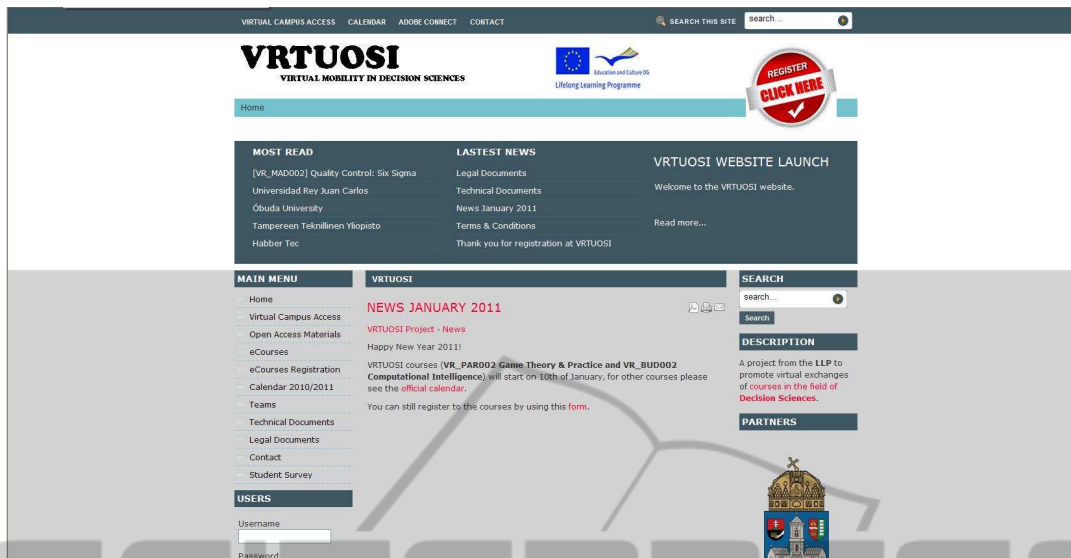 VIRTUAL CAMPUS ACCESS CALENDAR ADOBE CONNECT CONTACT
SEARCH THIS SITE search...
VRTUOSI
VIRTUAL MOBILITY IN DECISION SCIENCES
Education and Culture DG
Lifelong Learning Programme
REGISTER
CLICK HERE
Home
MOST READ
[VR_MAD002] Quality Control: Six Sigma
Universidad Rey Juan Carlos
Óbuda University
Tampereen Teknillinen Yliopisto
Habber Tec
LASTEST NEWS
Legal Documents
Technical Documents
News January 2011
Terms & Conditions
Thank you for registration at VRTUOSI
VRTUOSI WEBSITE LAUNCH
Welcome to the VRTUOSI website.
Read more...
MAIN MENU
Home
Virtual Campus Access
Open Access Materials
eCourses
eCourses Registration
Calendar 2010/2011
Teams
Technical Documents
Legal Documents
Contact
Student Survey
USERS
Username
Password
VRTUOSI
NEWS JANUARY 2011
VRTUOSI Project - News
Happy New Year 2011!
VRTUOSI courses (VR_PAR002 Game Theory & Practice and VR_BUD002
Computational Intelligence) will start on 10th of January, for other courses please
see the official calendar.
You can still register to the courses by using this form.
SEARCH
search...
Search
DESCRIPTION
A project from the LLP to
promote virtual exchanges
of courses in the field of
Decision Sciences.
PARTNERS